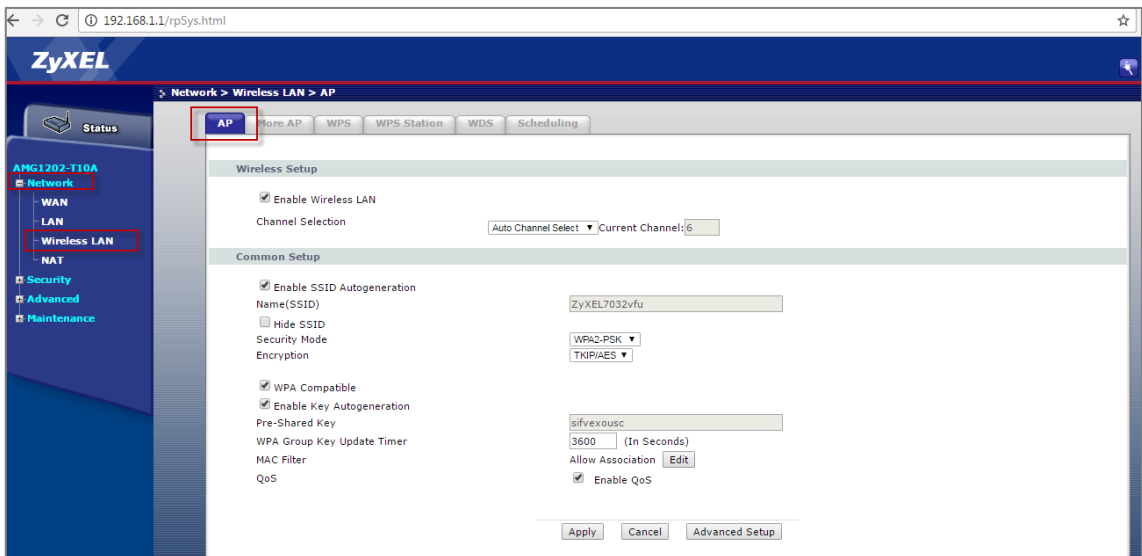 192.168.1.1/rpSys.html
ZyXEL
Network > Wireless LAN > AP
Status
AP More AP WPS WPS Station WDS Scheduling
AMG1202-T10A
Network
WAN
LAN
Wireless LAN
NAT
Security
Advanced
Maintenance
Wireless Setup
Enable Wireless LAN
Channel Selection Auto Channel Select Current Channel: 6
Common Setup
Enable SSID Autogeneration
Name(SSID) ZyXEL7032vfu
Hide SSID
Security Mode WPA2-PSK
Encryption TKIP/AES
WPA Compatible
Enable Key Autogeneration
Pre-Shared Key sifvexousc
WPA Group Key Update Timer 3600 (In Seconds)
MAC Filter Allow Association Edit
QoS Enable QoS
Apply Cancel Advanced Setup